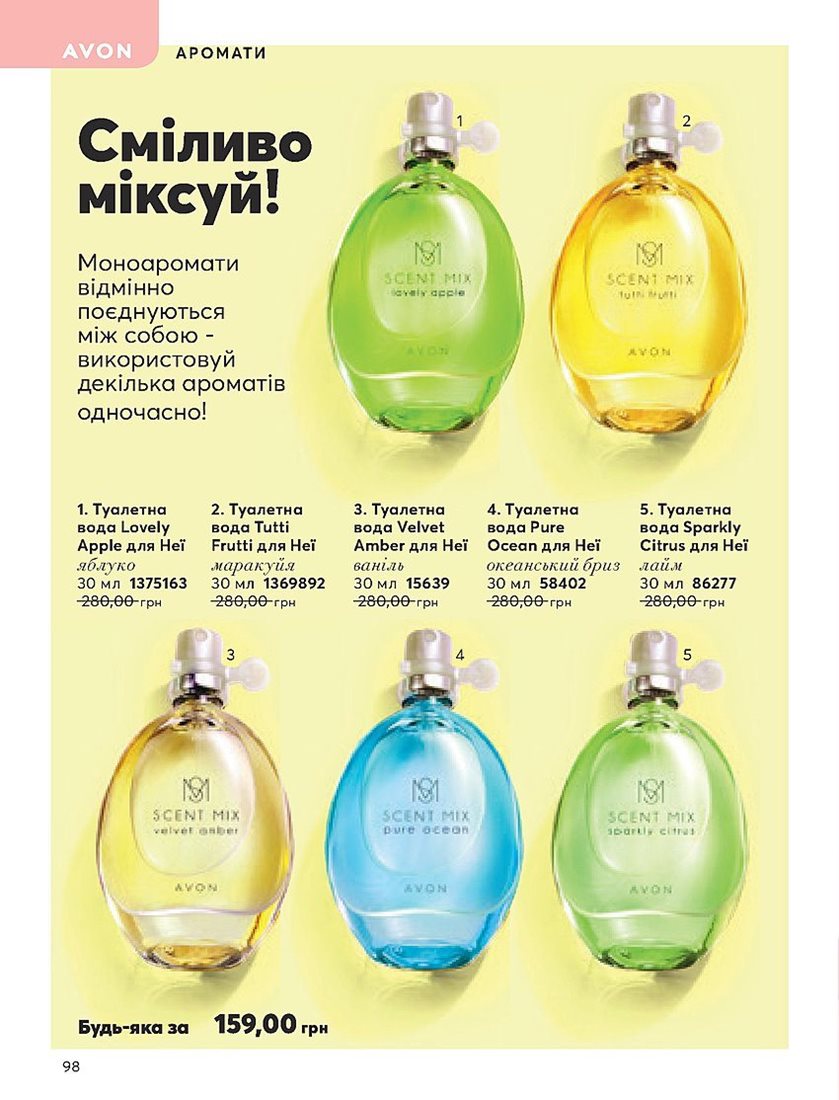 AVON
АРОМАТИ
Сміливо
міксуй!
Моноаромати
відмінно
поєднуються
між собою -
використовуй
декілька ароматів
одночасно!
1
SCENT MIX
lovely apple
AVON
2
SCENT MIX
tutti frutti
AVON
1. Туалетна
вода Lovely
Apple для Неї
яблуко
30 мл 1375163
280,00 грн
2. Туалетна
вода Tutti
Frutti для Неї
маракуйя
30 мл 1369892
280,00 грн
3. Туалетна
вода Velvet
Amber для Неї
ваніль
30 мл 15639
280,00 грн
4. Туалетна
вода Pure
Ocean для Неї
океанський бриз
30 мл 58402
280,00 грн
5. Туалетна
вода Sparkly
Citrus для Неї
лайм
30 мл 86277
280,00 грн
3
SCENT MIX
velvet amber
AVON
4
SCENT MIX
pure ocean
AVON
5
SCENT MIX
sparkly citrus
AVON
Будь-яка за 159,00 грн
98